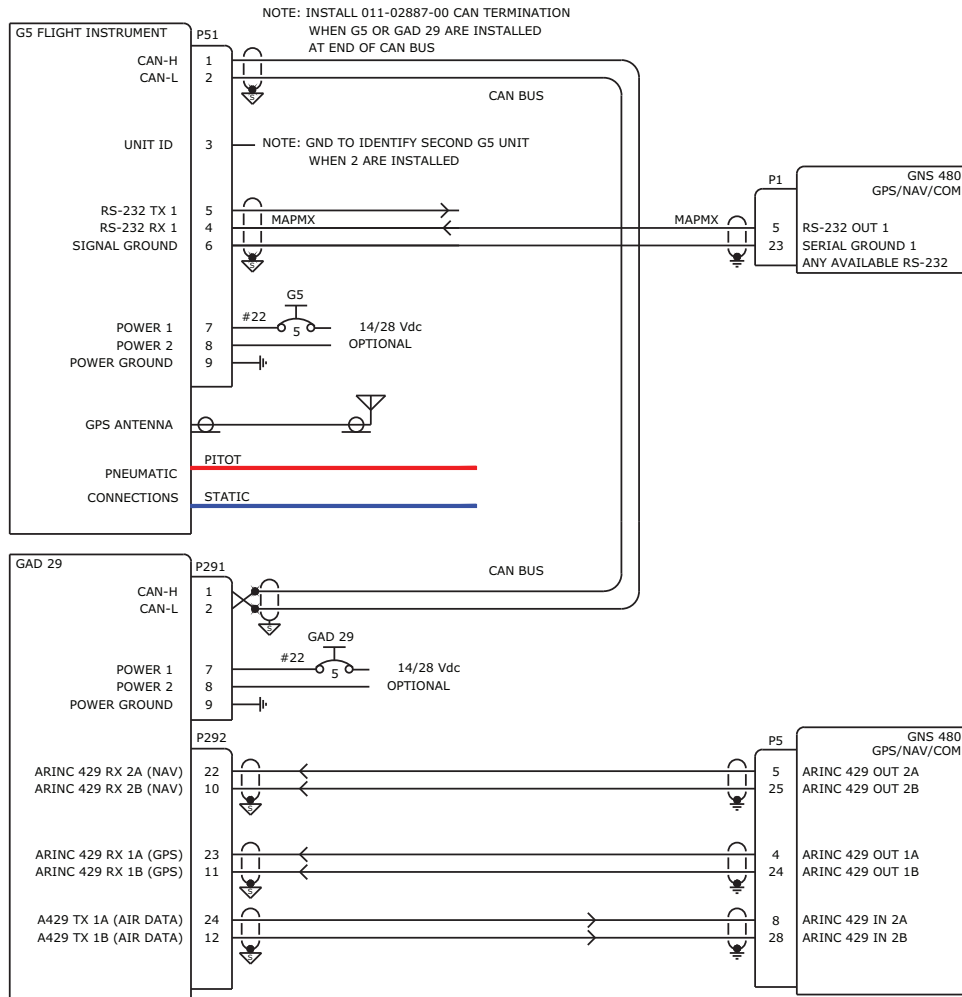 NOTE: INSTALL 011-02887-00 CAN TERMINATION
WHEN G5 OR GAD 29 ARE INSTALLED
AT END OF CAN BUS
G5 FLIGHT INSTRUMENT
P51
CAN-H 1
CAN-L 2
CAN BUS
S
UNIT ID 3 NOTE: GND TO IDENTIFY SECOND G5 UNIT
WHEN 2 ARE INSTALLED
P1
GNS 480
GPS/NAV/COM
RS-232 TX 1 5
MAPMX MAPMX
RS-232 RX 1 4 5 RS-232 OUT 1
SIGNAL GROUND 6 23 SERIAL GROUND 1
S
ANY AVAILABLE RS-232
G5
#22
5
POWER 1 7 14/28 Vdc
POWER 2 8 OPTIONAL
POWER GROUND 9
GPS ANTENNA
PITOT
PNEUMATIC
CONNECTIONS STATIC
GAD 29
P291
CAN BUS
CAN-H 1
CAN-L 2
S
GAD 29
#22
5
POWER 1 7 14/28 Vdc
POWER 2 8 OPTIONAL
POWER GROUND 9
P292
P5
GNS 480
GPS/NAV/COM
ARINC 429 RX 2A (NAV) 22 5 ARINC 429 OUT 2A
ARINC 429 RX 2B (NAV) 10 25 ARINC 429 OUT 2B
S
ARINC 429 RX 1A (GPS) 23 4 ARINC 429 OUT 1A
ARINC 429 RX 1B (GPS) 11 24 ARINC 429 OUT 1B
S
A429 TX 1A (AIR DATA) 24 8 ARINC 429 IN 2A
A429 TX 1B (AIR DATA) 12 28 ARINC 429 IN 2B
S